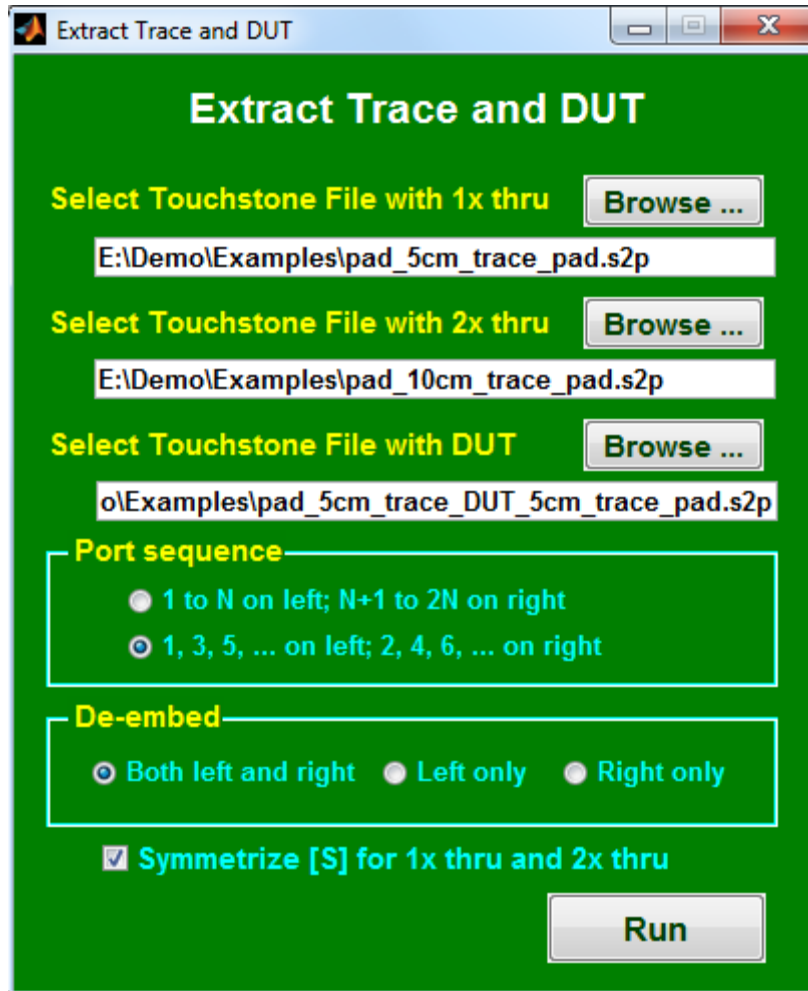 Extract Trace and DUT
Extract Trace and DUT
Select Touchstone File with 1x thru Browse ...
E:\Demo\Examples\pad_5cm_trace_pad.s2p
Select Touchstone File with 2x thru Browse ...
E:\Demo\Examples\pad_10cm_trace_pad.s2p
Select Touchstone File with DUT Browse ...
o\Examples\pad_5cm_trace_DUT_5cm_trace_pad.s2p
Port sequence
1 to N on left; N+1 to 2N on right
1, 3, 5, ... on left; 2, 4, 6, ... on right
De-embed
Both left and right Left only Right only
Symmetrize [S] for 1x thru and 2x thru
Run